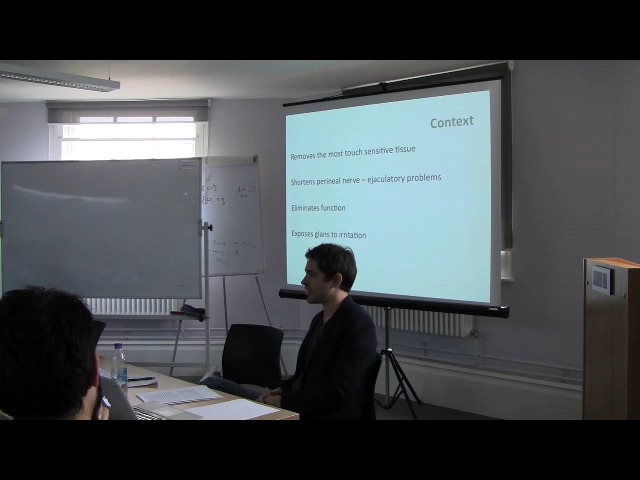 Context
Removes the most touch sensitive tissue
Shortens perineal nerve – ejaculatory problems
Eliminates function
Exposes glans to irritation